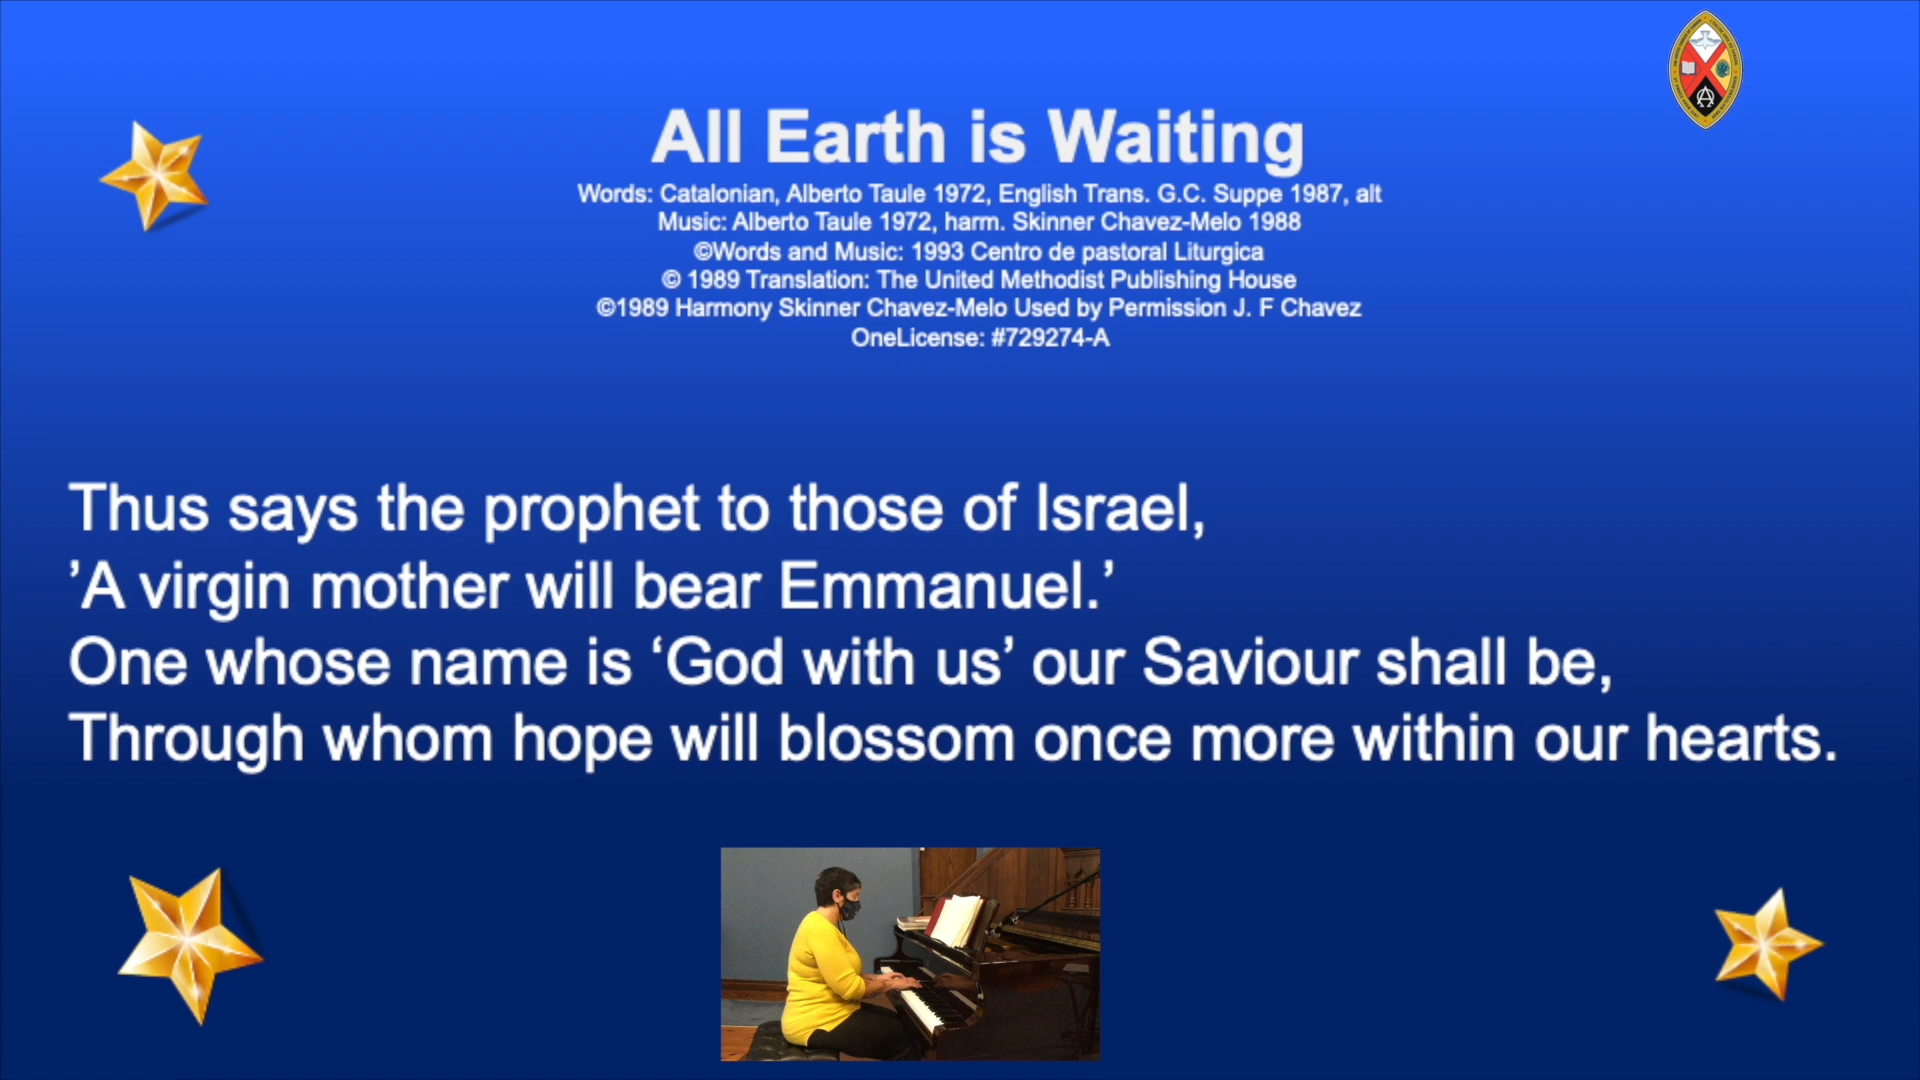 All Earth is Waiting
Words: Catalonian, Alberto Taule 1972, English Trans. G.C. Suppe 1987, alt
Music: Alberto Taule 1972, harm. Skinner Chavez-Melo 1988
©Words and Music: 1993 Centro de pastoral Liturgica
© 1989 Translation: The United Methodist Publishing House
©1989 Harmony Skinner Chavez-Melo Used by Permission J. F Chavez
OneLicense: #729274-A
Thus says the prophet to those of Israel,
’A virgin mother will bear Emmanuel.’
One whose name is ‘God with us’ our Saviour shall be,
Through whom hope will blossom once more within our hearts.